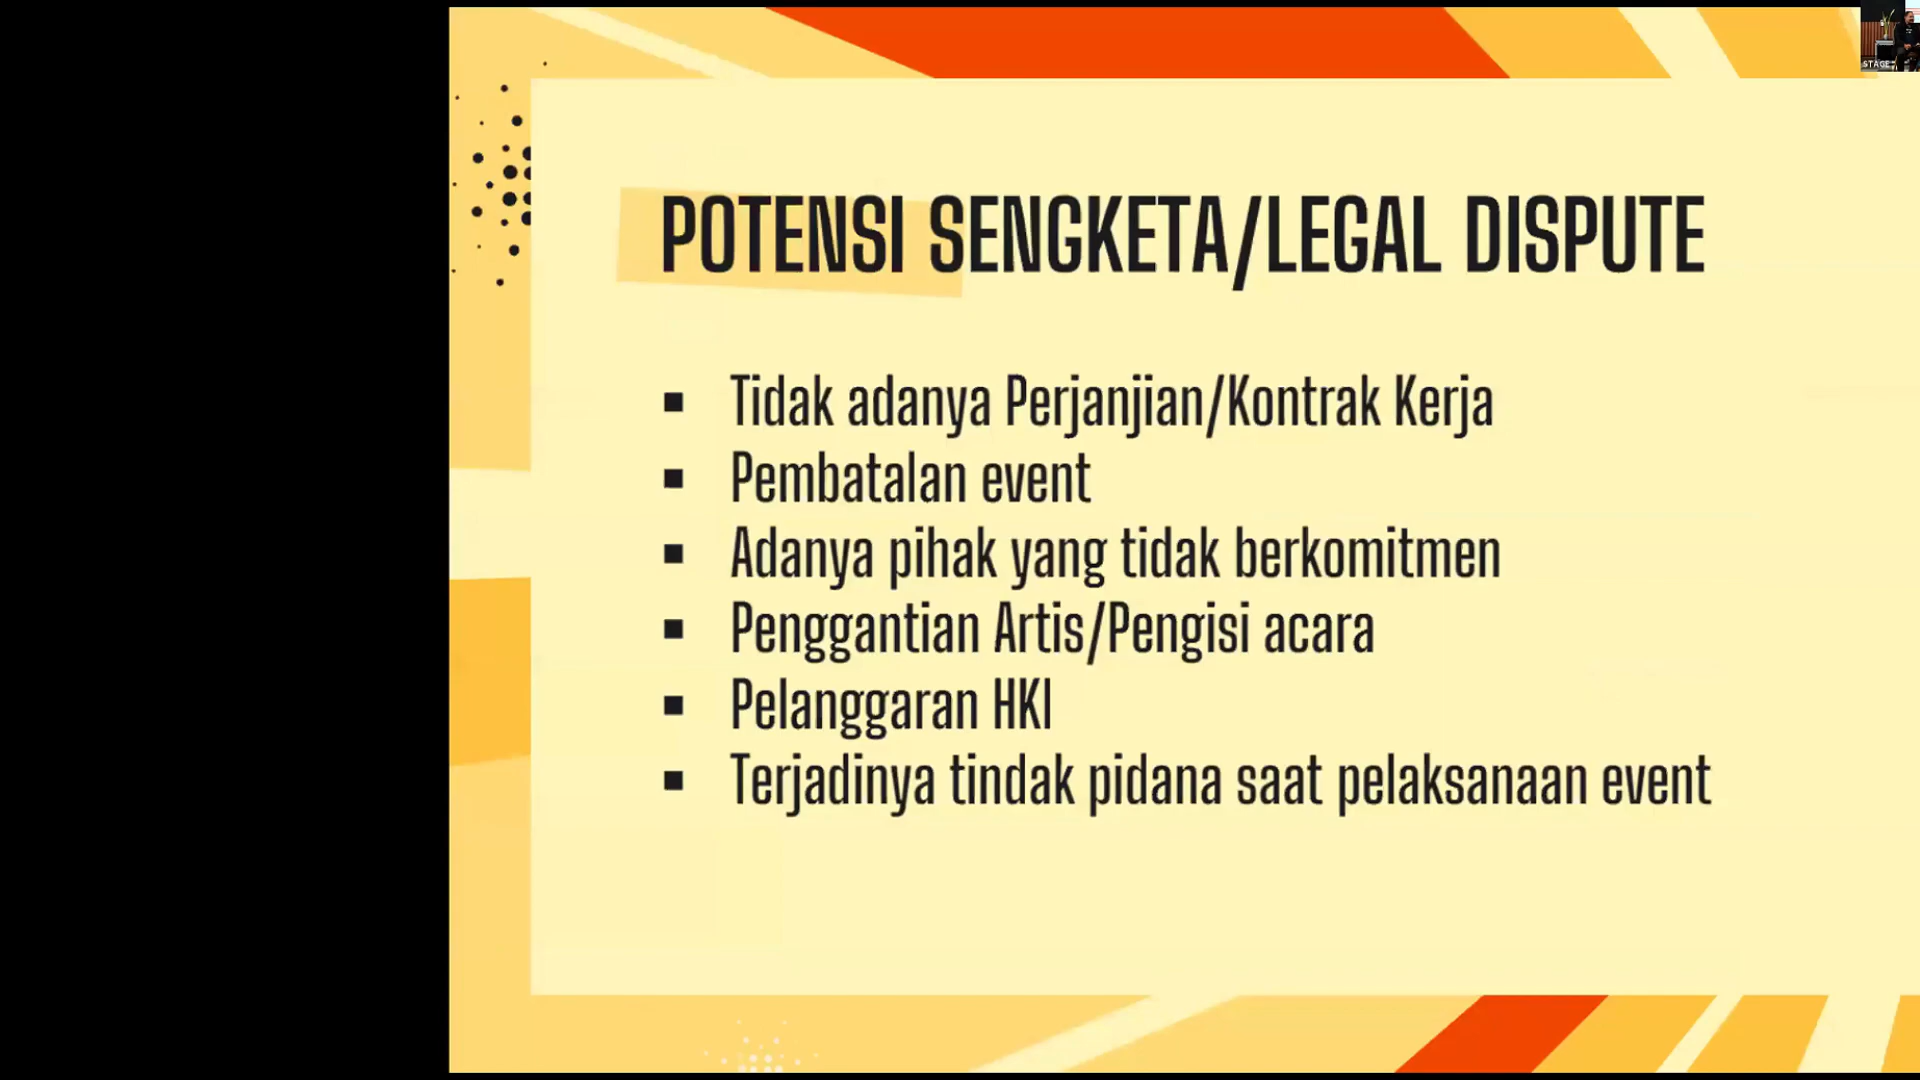 STAGE
POTENSI SENGKETA/LEGAL DISPUTE
▪ Tidak adanya Perjanjian/Kontrak Kerja
▪ Pembatalan event
▪ Adanya pihak yang tidak berkomitmen
▪ Penggantian Artis/Pengisi acara
▪ Pelanggaran HKI
▪ Terjadinya tindak pidana saat pelaksanaan event